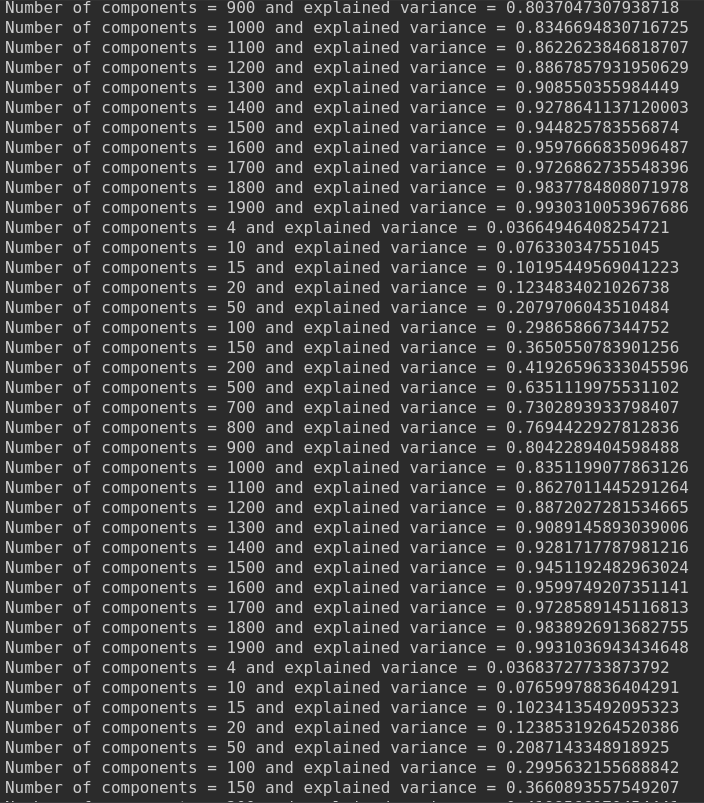 Number of components = 900 and explained variance = 0.8037047307938718
Number of components = 1000 and explained variance = 0.8346694830716725
Number of components = 1100 and explained variance = 0.8622623846818707
Number of components = 1200 and explained variance = 0.8867857931950629
Number of components = 1300 and explained variance = 0.908550355984449
Number of components = 1400 and explained variance = 0.9278641137120003
Number of components = 1500 and explained variance = 0.944825783556874
Number of components = 1600 and explained variance = 0.9597666835096487
Number of components = 1700 and explained variance = 0.9726862735548396
Number of components = 1800 and explained variance = 0.9837784808071978
Number of components = 1900 and explained variance = 0.9930310053967686
Number of components = 4 and explained variance = 0.03664946408254721
Number of components = 10 and explained variance = 0.076330347551045
Number of components = 15 and explained variance = 0.10195449569041223
Number of components = 20 and explained variance = 0.1234834021026738
Number of components = 50 and explained variance = 0.2079706043510484
Number of components = 100 and explained variance = 0.298658667344752
Number of components = 150 and explained variance = 0.3650550783901256
Number of components = 200 and explained variance = 0.41926596333045596
Number of components = 500 and explained variance = 0.6351119975531102
Number of components = 700 and explained variance = 0.7302893933798407
Number of components = 800 and explained variance = 0.7694422927812836
Number of components = 900 and explained variance = 0.8042289404598488
Number of components = 1000 and explained variance = 0.8351199077863126
Number of components = 1100 and explained variance = 0.8627011445291264
Number of components = 1200 and explained variance = 0.8872027281534665
Number of components = 1300 and explained variance = 0.9089145893039006
Number of components = 1400 and explained variance = 0.9281717787981216
Number of components = 1500 and explained variance = 0.9451192482963024
Number of components = 1600 and explained variance = 0.9599749207351141
Number of components = 1700 and explained variance = 0.9728589145116813
Number of components = 1800 and explained variance = 0.9838926913682755
Number of components = 1900 and explained variance = 0.9931036943434648
Number of components = 4 and explained variance = 0.03683727733873792
Number of components = 10 and explained variance = 0.07659978836404291
Number of components = 15 and explained variance = 0.10234135492095323
Number of components = 20 and explained variance = 0.12385319264520386
Number of components = 50 and explained variance = 0.2087143348918925
Number of components = 100 and explained variance = 0.2995632155688842
Number of components = 150 and explained variance = 0.3660893557549207